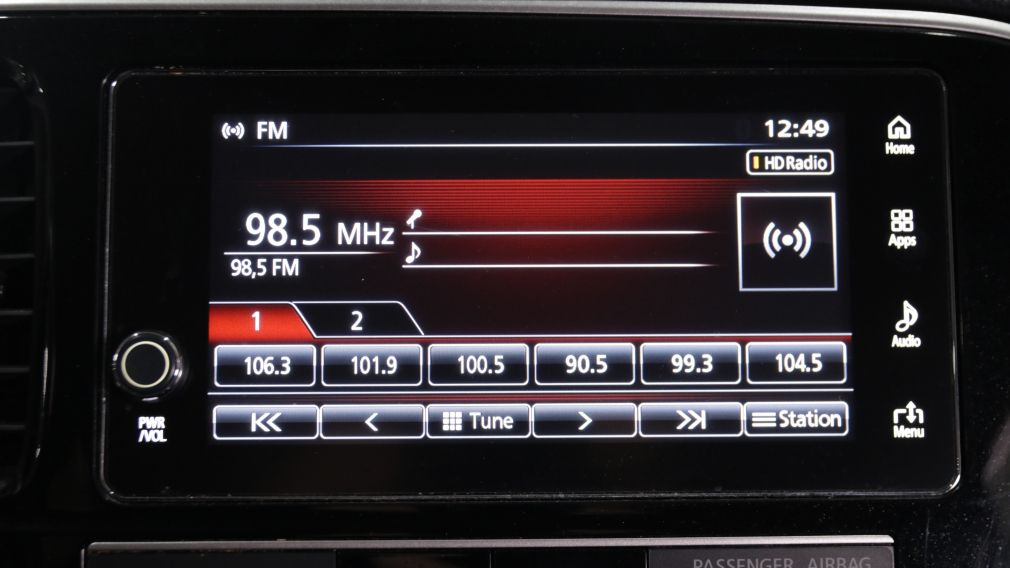 FM 12:49
HD Radio
98.5 MHz
98,5 FM
1 2
106.3 101.9 100.5 90.5 99.3 104.5
Tune Station
PWR
/VOL
Home
Apps
Audio
Menu
PASSENGER AIRBAG